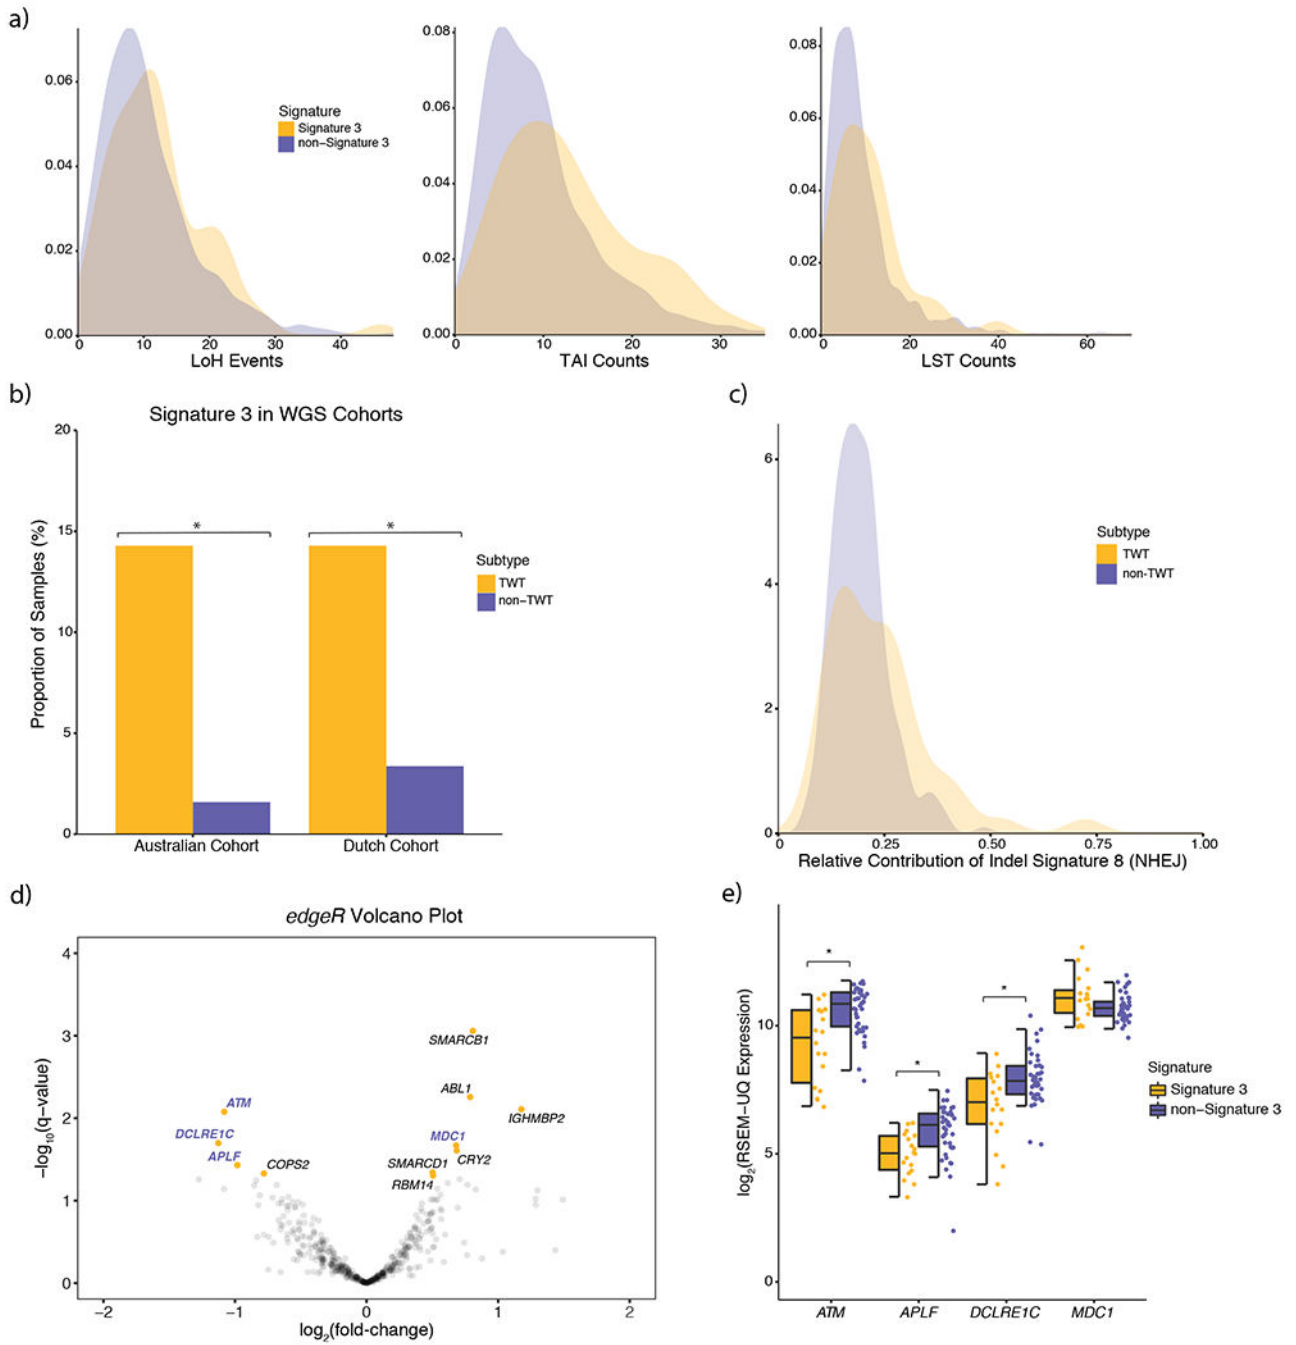 a)
0.06
0.04
0.02
0.00
0
10
20
30
40
LoH Events
Signature
Signature 3
non−Signature 3
0.08
0.06
0.04
0.02
0.00
0
10
20
30
TAI Counts
0.08
0.06
0.04
0.02
0.00
0
20
40
60
LST Counts
b)
Signature 3 in WGS Cohorts
Proportion of Samples (%)
20
15
10
5
0
*
*
Australian Cohort
Dutch Cohort
Subtype
TWT
non−TWT
c)
6
4
2
0
0
0.25
0.50
0.75
1.00
Relative Contribution of Indel Signature 8 (NHEJ)
Subtype
TWT
non-TWT
d)
edgeR Volcano Plot
−log10(q−value)
4
3
2
1
0
SMARCB1
ABL1
IGHMBP2
ATM
DCLRE1C
APLF
COPS2
MDC1
CRY2
SMARCD1
RBM14
−2
−1
0
1
2
log2(fold-change)
e)
log2(RSEM−UQ Expression)
10
5
0
*
*
*
ATM
APLF
DCLRE1C
MDC1
Signature
Signature 3
non−Signature 3